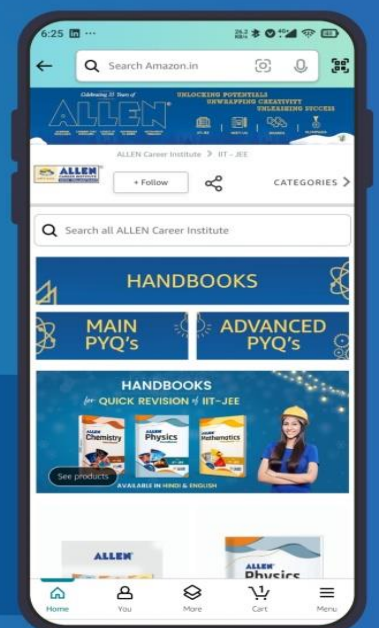 6:25
Search Amazon.in
Celebrating 31 Years of
ALLEN
UNLOCKING POTENTIALS
UNWRAPPING CREATIVITY
UNLEASHING SUCCESS
ALLEN Career Institute > IIT - JEE
ALLEN
+ Follow
CATEGORIES >
Search all ALLEN Career Institute
HANDBOOKS
MAIN
PYQ's
ADVANCED
PYQ's
HANDBOOKS
for QUICK REVISION of IIT-JEE
ALLEN
Chemistry
ALLEN
Physics
ALLEN
Mathematics
See products
AVAILABLE IN HINDI & ENGLISH
ALLEN
ALLEN
Physics
Home
You
More
1
Cart
Menu